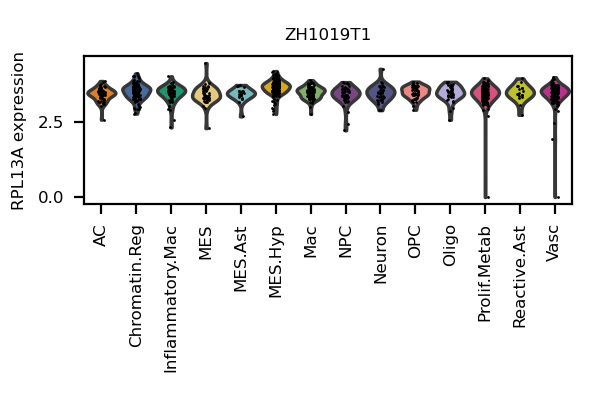 ZH1019T1
RPL13A expression
2.5
0.0
AC
Chromatin.Reg
Inflammatory.Mac
MES
MES.Ast
MES.Hyp
Mac
NPC
Neuron
OPC
Oligo
Prolif.Metab
Reactive.Ast
Vasc